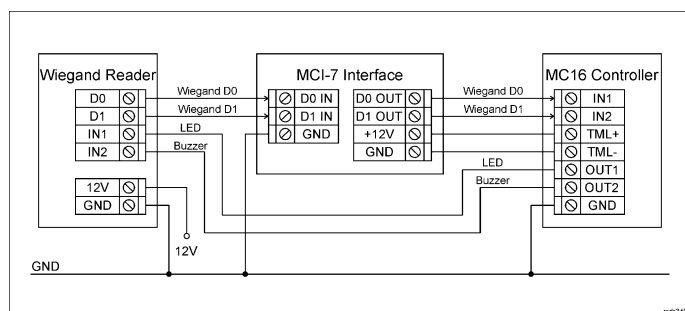 Wiegand Reader
D0
D1
IN1
IN2
12V
GND
Wiegand D0
Wiegand D1
LED
Buzzer
12V
MCI-7 Interface
D0 IN
D1 IN
GND
D0 OUT
D1 OUT
+12V
GND
Wiegand D0
Wiegand D1
LED
Buzzer
MC16 Controller
IN1
IN2
TML+
TML-
OUT1
OUT2
GND
GND